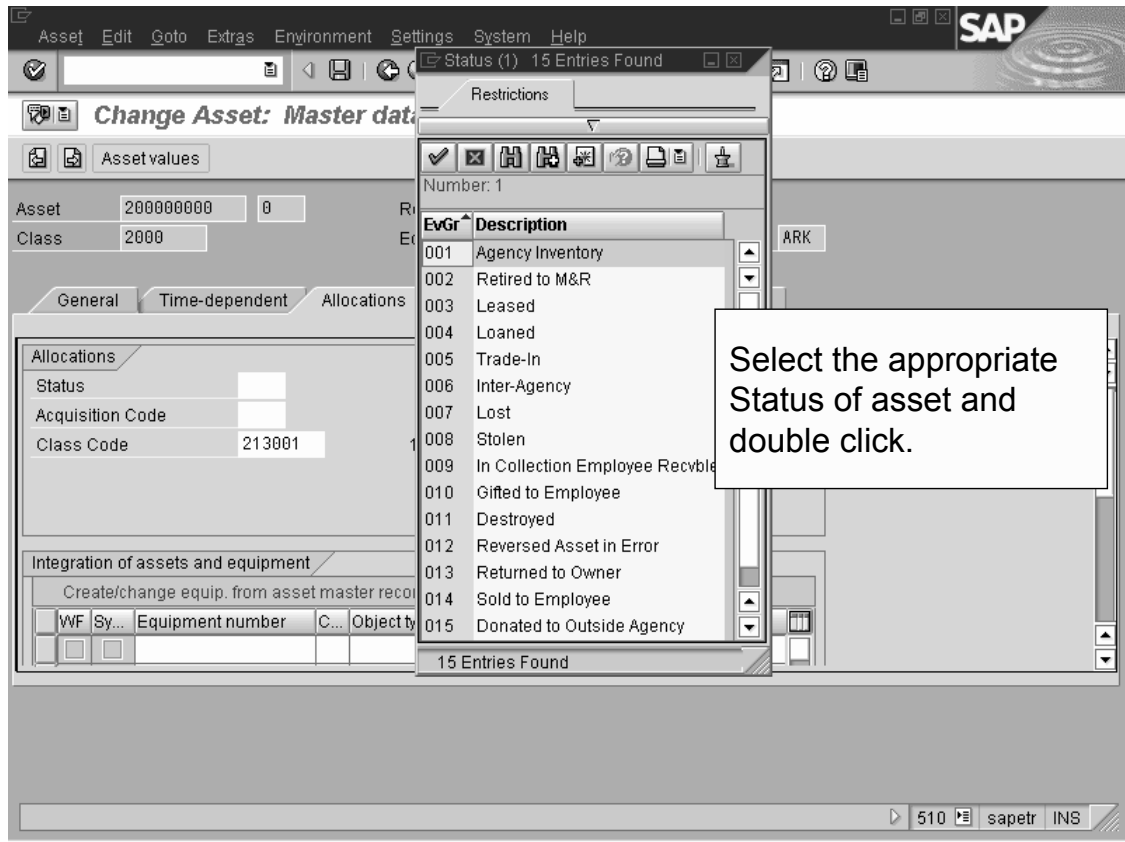 Asset Edit Goto Extras Environment Settings System Help
SAP
Status (1) 15 Entries Found
Restrictions
Change Asset: Master data
Asset values
Number: 1
Asset 200000000 0
Class 2000 ARK
EvGr Description
001 Agency Inventory
002 Retired to M&R
003 Leased
004 Loaned
005 Trade-In
006 Inter-Agency
007 Lost
008 Stolen
009 In Collection Employee Recvble
010 Gifted to Employee
011 Destroyed
012 Reversed Asset in Error
013 Returned to Owner
014 Sold to Employee
015 Donated to Outside Agency
15 Entries Found
General Time-dependent Allocations
Allocations
Status
Acquisition Code
Class Code 213001 1
Select the appropriate
Status of asset and
double click.
Integration of assets and equipment
Create/change equip. from asset master recor
WF Sy... Equipment number C... Object ty
510 sapetr INS